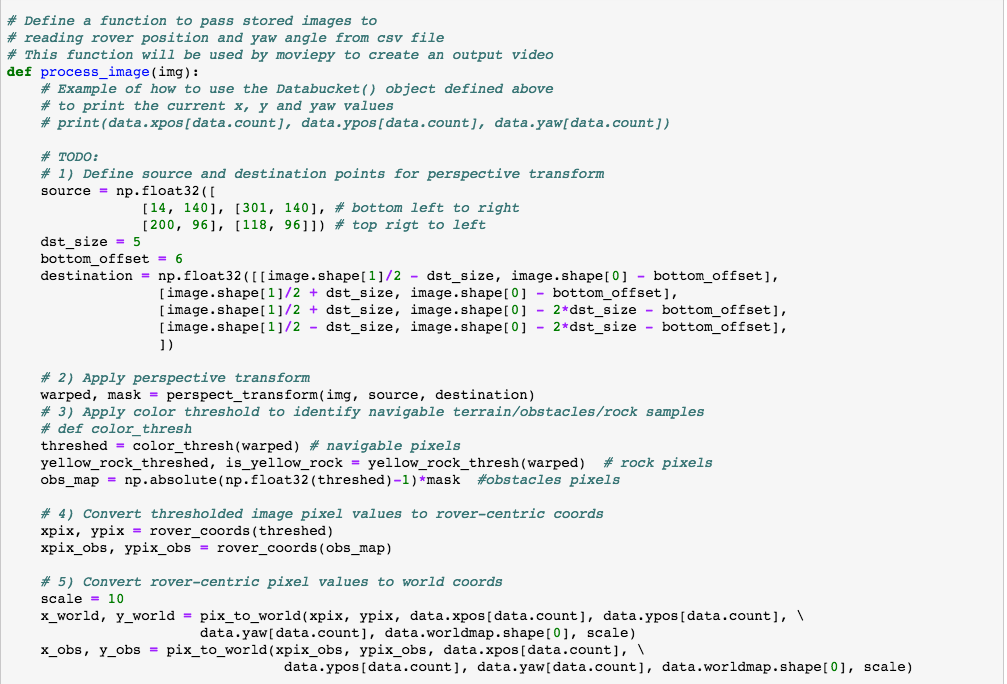 # Define a function to pass stored images to
# reading rover position and yaw angle from csv file
# This function will be used by moviepy to create an output video
def process_image(img):
    # Example of how to use the Databucket() object defined above
    # to print the current x, y and yaw values
    # print(data.xpos[data.count], data.ypos[data.count], data.yaw[data.count])

    # TODO:
    # 1) Define source and destination points for perspective transform
    source = np.float32([
                [14, 140], [301, 140], # bottom left to right
                [200, 96], [118, 96]]) # top rigt to left
    dst_size = 5
    bottom_offset = 6
    destination = np.float32([[image.shape[1]/2 - dst_size, image.shape[0] - bottom_offset],
                  [image.shape[1]/2 + dst_size, image.shape[0] - bottom_offset],
                  [image.shape[1]/2 + dst_size, image.shape[0] - 2*dst_size - bottom_offset],
                  [image.shape[1]/2 - dst_size, image.shape[0] - 2*dst_size - bottom_offset],
                  ])

    # 2) Apply perspective transform
    warped, mask = perspect_transform(img, source, destination)
    # 3) Apply color threshold to identify navigable terrain/obstacles/rock samples
    # def color_thresh
    threshed = color_thresh(warped) # navigable pixels
    yellow_rock_threshed, is_yellow_rock = yellow_rock_thresh(warped)  # rock pixels
    obs_map = np.absolute(np.float32(threshed)-1)*mask  #obstacles pixels

    # 4) Convert thresholded image pixel values to rover-centric coords
    xpix, ypix = rover_coords(threshed)
    xpix_obs, ypix_obs = rover_coords(obs_map)

    # 5) Convert rover-centric pixel values to world coords
    scale = 10
    x_world, y_world = pix_to_world(xpix, ypix, data.xpos[data.count], data.ypos[data.count], \
                       data.yaw[data.count], data.worldmap.shape[0], scale)
    x_obs, y_obs = pix_to_world(xpix_obs, ypix_obs, data.xpos[data.count], \
                                 data.ypos[data.count], data.yaw[data.count], data.worldmap.shape[0], scale)